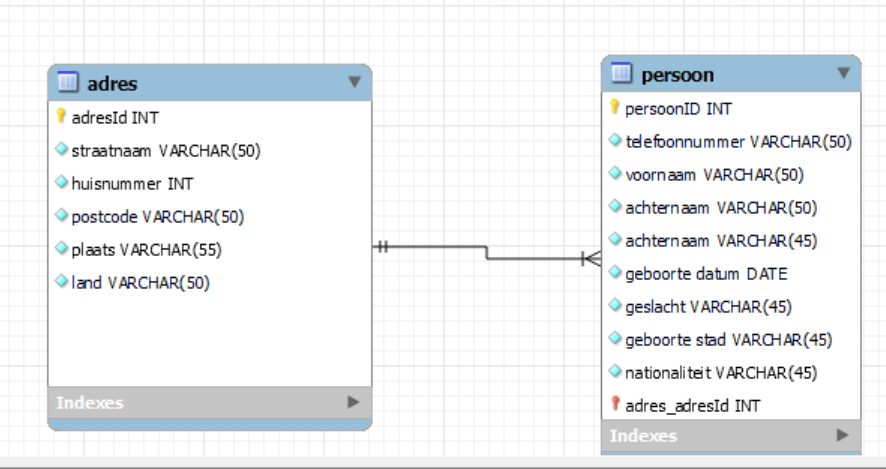 adres
adresId INT
straatnaam VARCHAR(50)
huisnummer INT
postcode VARCHAR(50)
plaats VARCHAR(55)
land VARCHAR(50)
Indexes
persoon
persoonID INT
telefoonnummer VARCHAR(50)
voornaam VARCHAR(50)
achternaam VARCHAR(50)
achternaam VARCHAR(45)
geboorte datum DATE
geslacht VARCHAR(45)
geboorte stad VARCHAR(45)
nationaliteit VARCHAR(45)
adres_adresId INT
Indexes